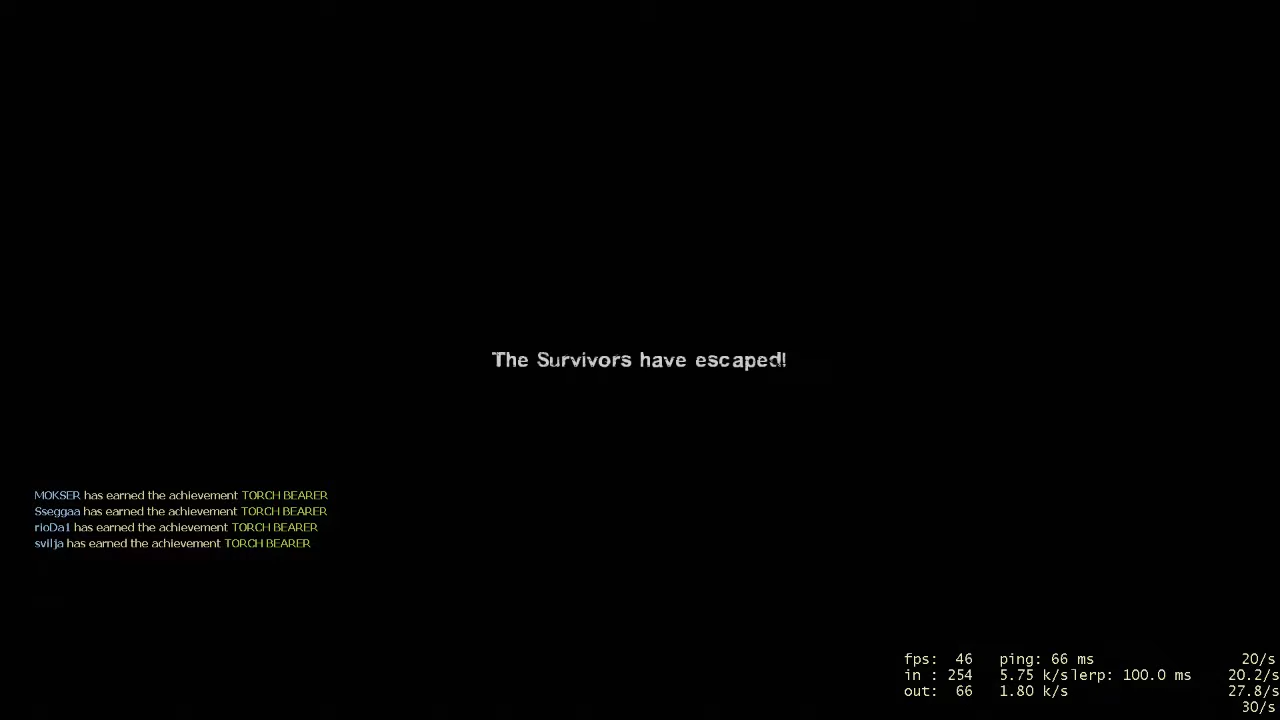 The Survivors have escaped!
MOKSER has earned the achievement TORCH BEARER
Sseggaa has earned the achievement TORCH BEARER
rioDa1 has earned the achievement TORCH BEARER
svilja has earned the achievement TORCH BEARER
fps: 46 ping: 66 ms 20/s
in : 254 5.75 k/s lerp: 100.0 ms 20.2/s
out: 66 1.80 k/s 27.8/s
30/s